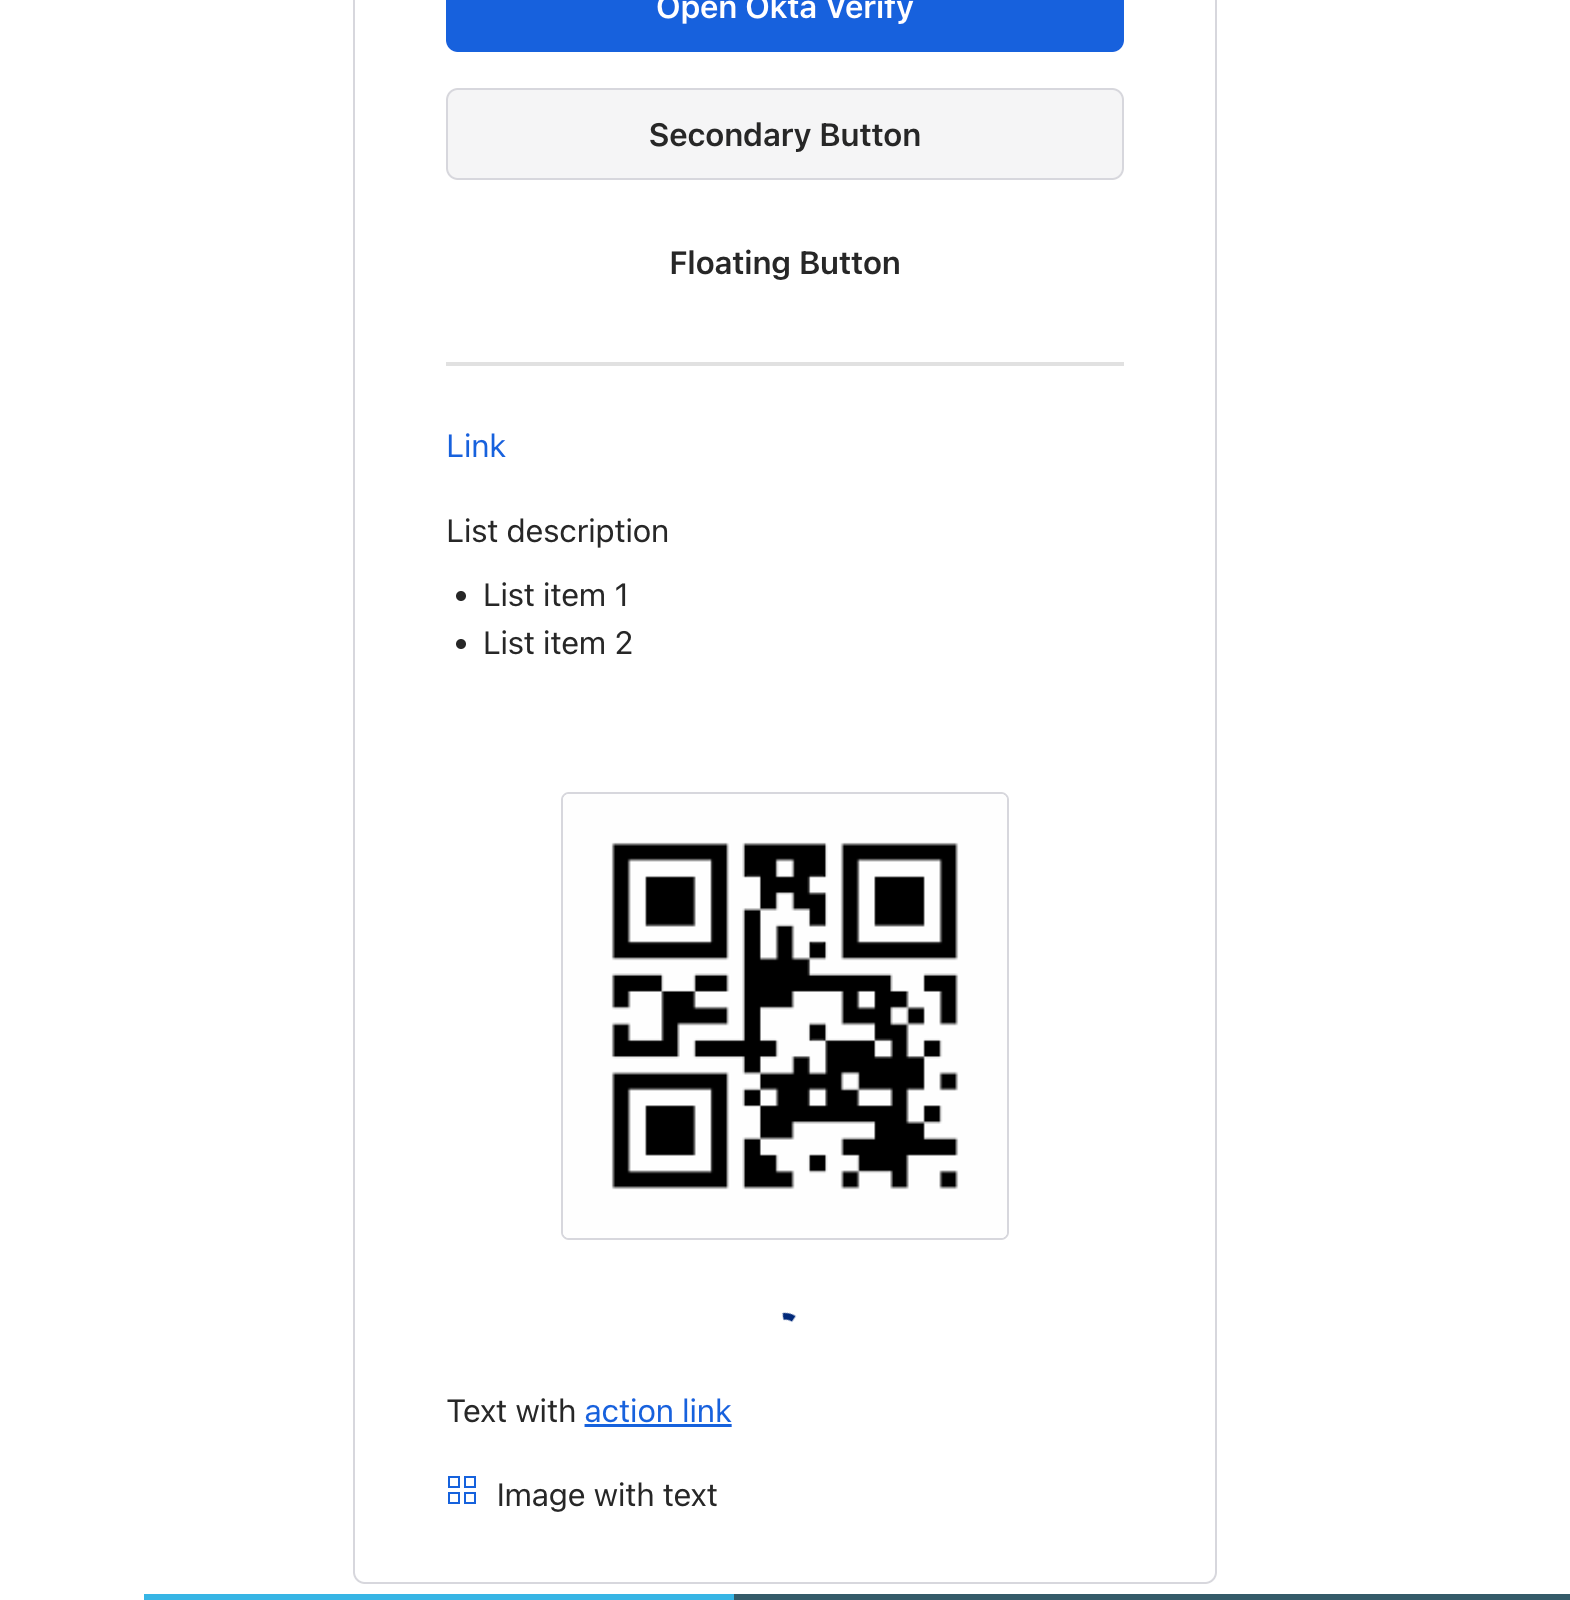 Open Okta Verify
Secondary Button
Floating Button
Link
List description
• List item 1
• List item 2
Text with action link
Image with text